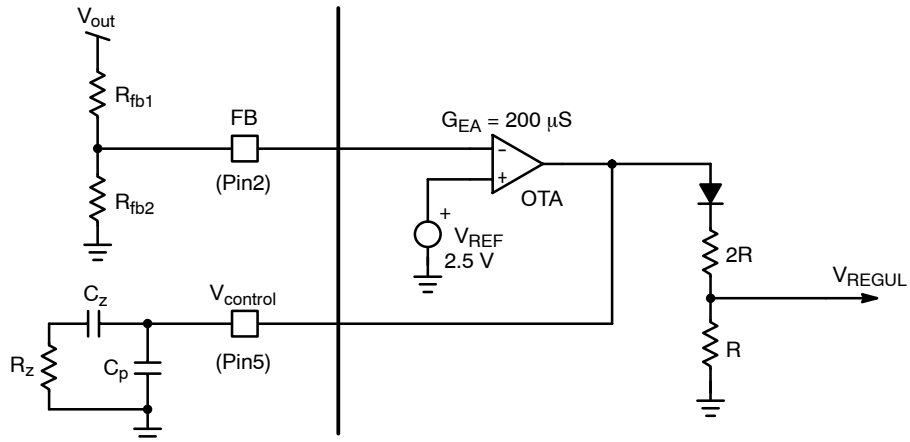 V_out
R_fb1
FB
G_EA = 200 µS
(Pin2)
R_fb2
−
+
OTA
+
V_REF
2.5 V
2R
V_REGUL
C_z
V_control
R_z
C_p
(Pin5)
R